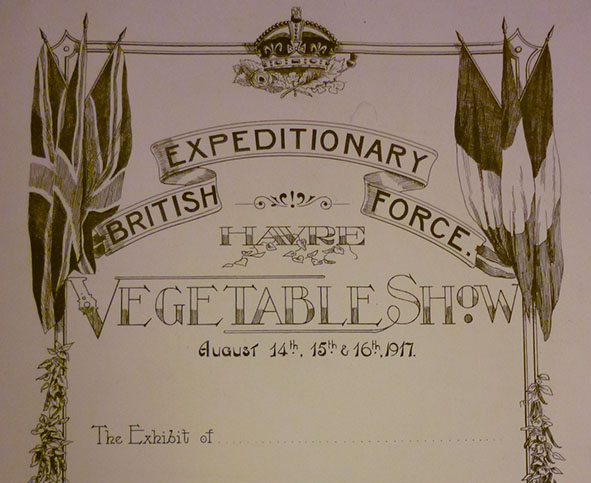 BRITISH EXPEDITIONARY FORCE.
HAVRE
VEGETABLE SHOW
AUGUST 14th, 15th & 16th, 1917.
The Exhibit of